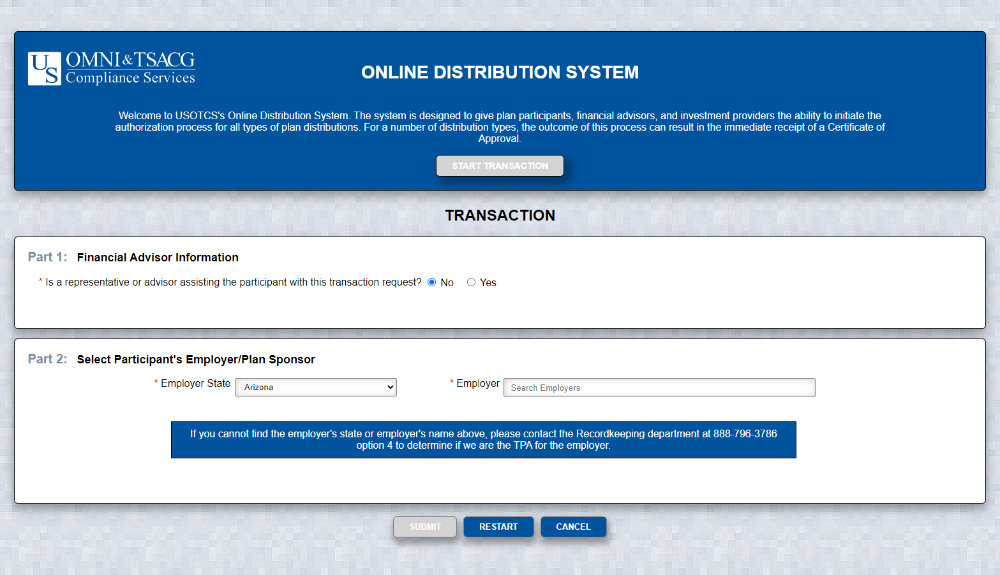 US OMNI & TSACG
Compliance Services
ONLINE DISTRIBUTION SYSTEM
Welcome to USOTCS's Online Distribution System. The system is designed to give plan participants, financial advisors, and investment providers the ability to initiate the
authorization process for all types of plan distributions. For a number of distribution types, the outcome of this process can result in the immediate receipt of a Certificate of
Approval.
START TRANSACTION
TRANSACTION
Part 1: Financial Advisor Information
* Is a representative or advisor assisting the participant with this transaction request? No Yes
Part 2: Select Participant's Employer/Plan Sponsor
* Employer State Arizona * Employer Search Employers
If you cannot find the employer's state or employer's name above, please contact the Recordkeeping department at 888-796-3786
option 4 to determine if we are the TPA for the employer.
SUBMIT RESTART CANCEL